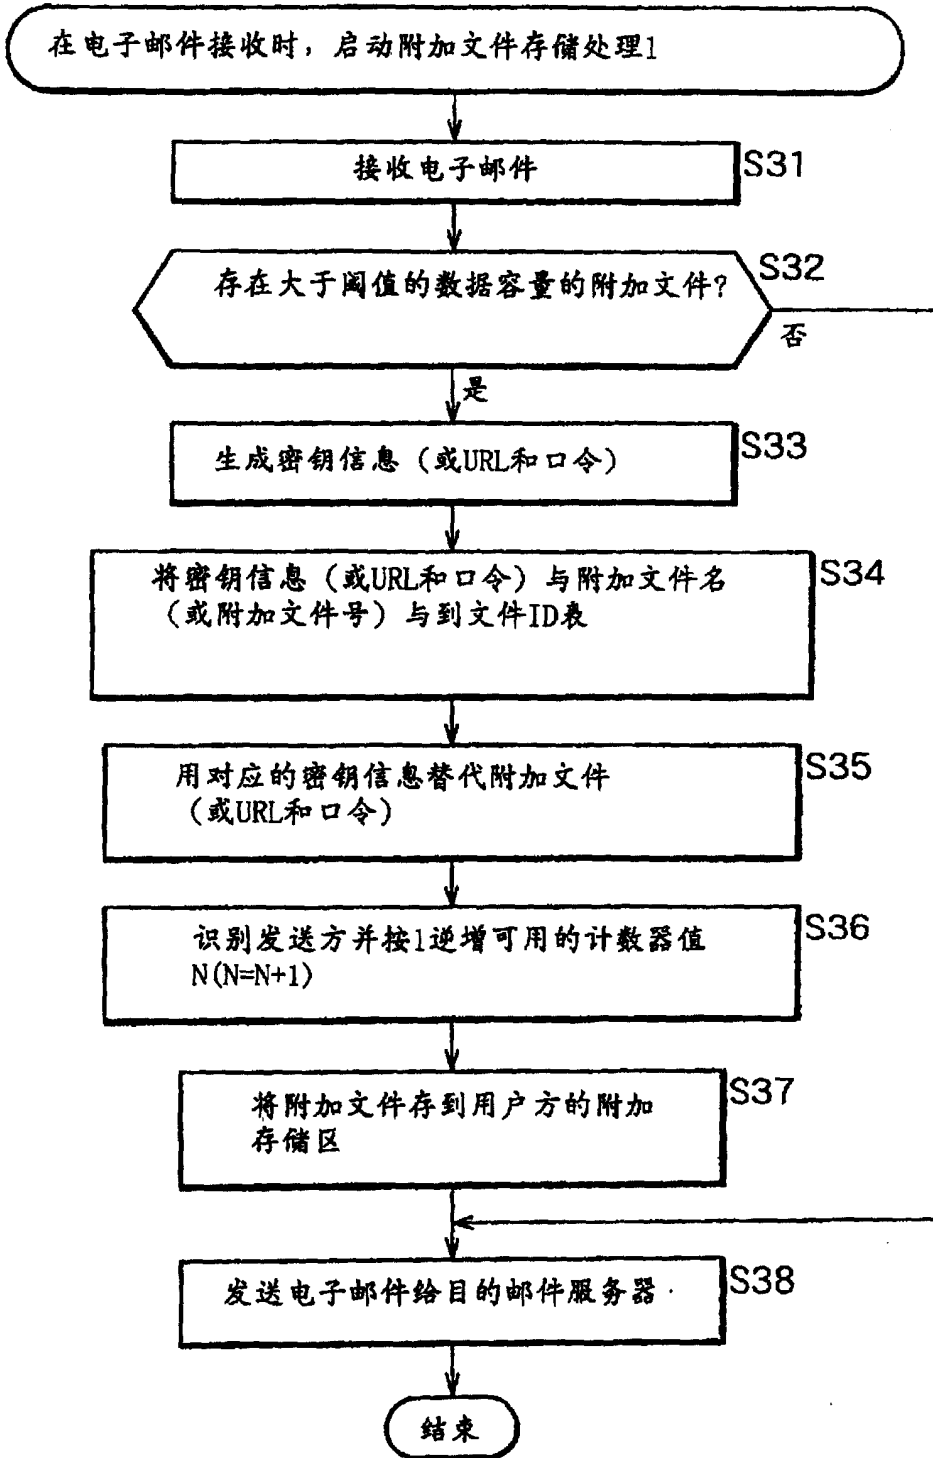 在电子邮件接收时，启动附加文件存储处理1
接收电子邮件
S31
存在大于阈值的数据容量的附加文件？
S32
否
是
生成密钥信息（或URL和口令）
S33
将密钥信息（或URL和口令）与附加文件名
（或附加文件号）与到文件ID表
S34
用对应的密钥信息替代附加文件
（或URL和口令）
S35
识别发送方并按1逆增可用的计数器值
N(N=N+1)
S36
将附加文件存到用户方的附加
存储区
S37
发送电子邮件给目的邮件服务器
S38
结束